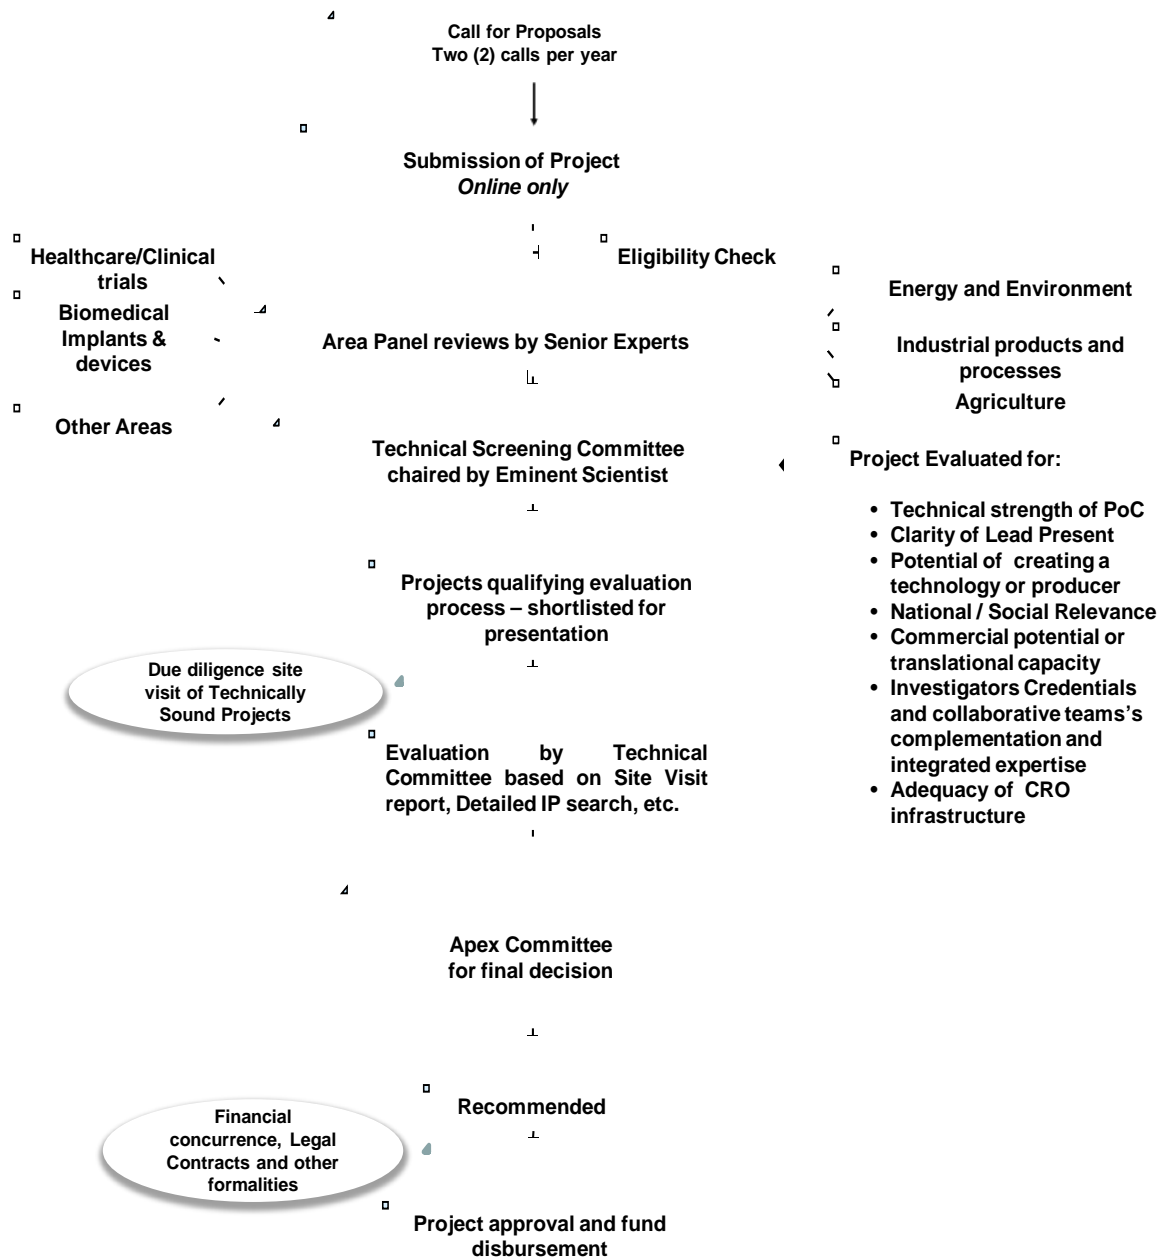 Call for Proposals
Two (2) calls per year
Submission of Project
Online only
Healthcare/Clinical
trials
Biomedical
Implants &
devices
Other Areas
Eligibility Check
Area Panel reviews by Senior Experts
Energy and Environment
Industrial products and
processes
Agriculture
Technical Screening Committee
chaired by Eminent Scientist
Project Evaluated for:
• Technical strength of PoC
• Clarity of Lead Present
• Potential of creating a
technology or producer
• National / Social Relevance
• Commercial potential or
translational capacity
• Investigators Credentials
and collaborative teams's
complementation and
integrated expertise
• Adequacy of CRO
infrastructure
Projects qualifying evaluation
process – shortlisted for
presentation
Due diligence site
visit of Technically
Sound Projects
Evaluation by Technical
Committee based on Site Visit
report, Detailed IP search, etc.
Apex Committee
for final decision
Recommended
Financial
concurrence, Legal
Contracts and other
formalities
Project approval and fund
disbursement